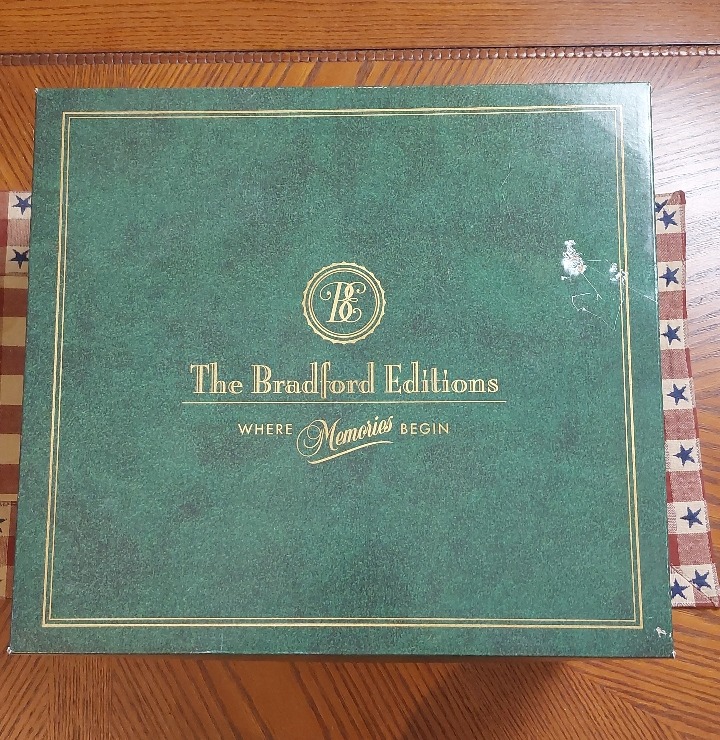 BE
The Bradford Editions
WHERE Memories BEGIN